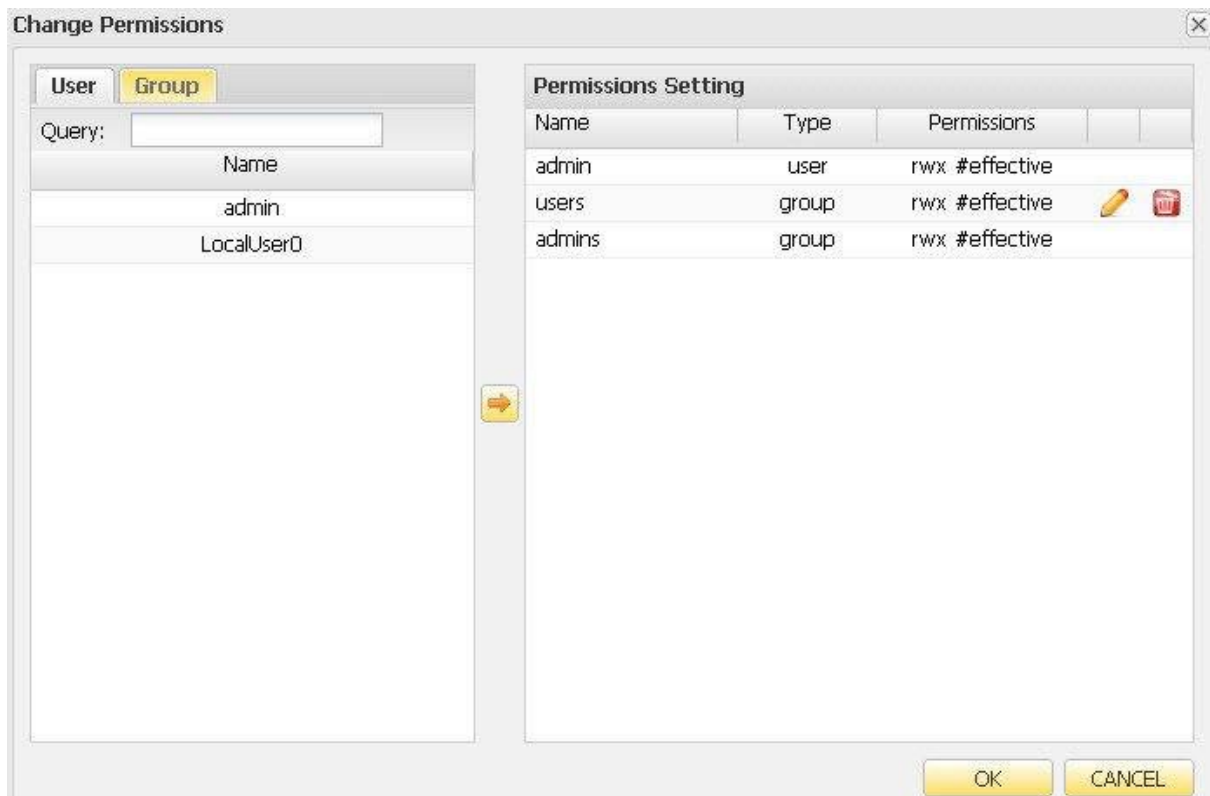 Change Permissions
User Group
Query:
Name
admin
LocalUser0
Permissions Setting
Name Type Permissions
admin user rwx #effective
users group rwx #effective
admins group rwx #effective
OK CANCEL